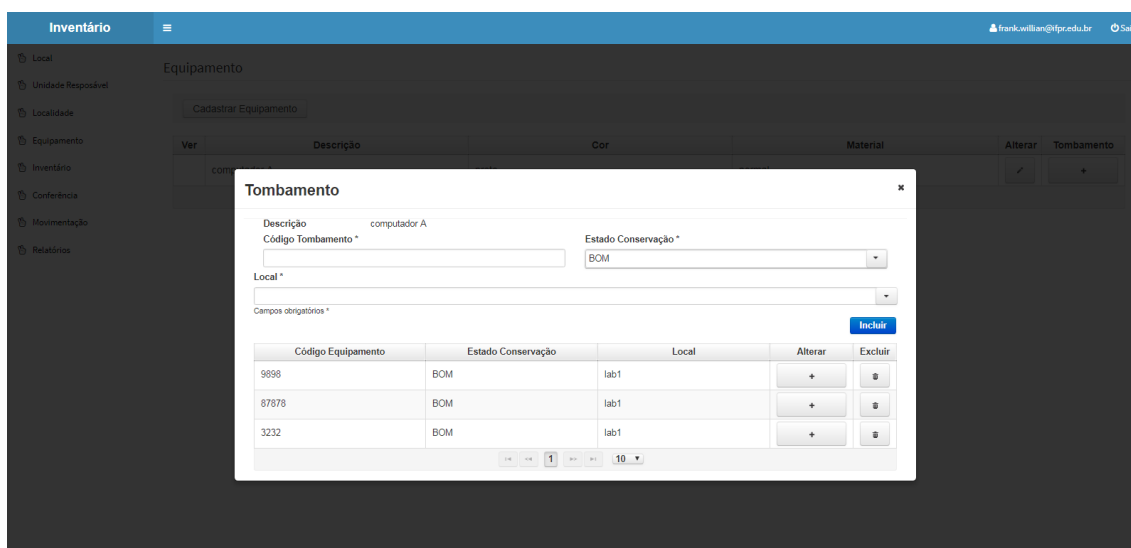 Inventário
frank.willian@ifpr.edu.br
Sai
Local
Unidade Resposável
Localidade
Equipamento
Inventário
Conferência
Movimentação
Relatórios
Equipamento
Cadastrar Equipamento
Ver Descrição Cor Material Alterar Tombamento
Tombamento
Descrição computador A
Código Tombamento * Estado Conservação *
BOM
Local *
Campos obrigatórios *
Incluir
Código Equipamento Estado Conservação Local Alterar Excluir
9898 BOM lab1
87878 BOM lab1
3232 BOM lab1
1 10